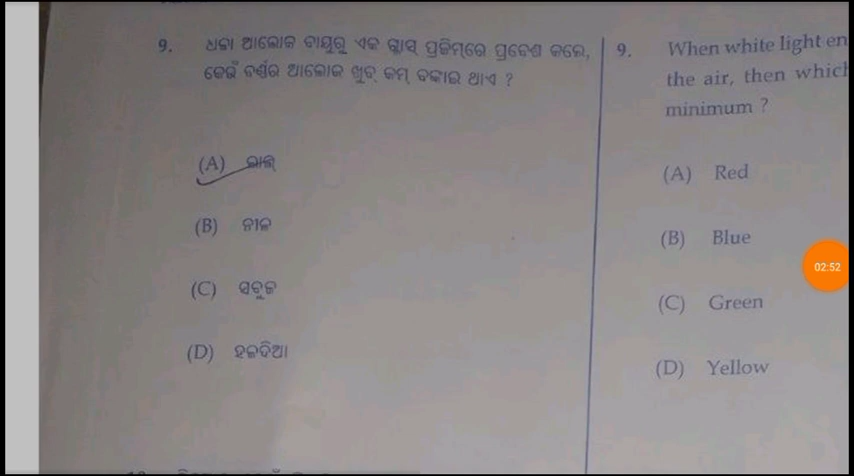 9. ଧଳା ଆଲୋକ ବାୟୁରୁ ଏକ ଗ୍ଲାସ୍ ପ୍ରିଜିମ୍‌ରେ ପ୍ରବେଶ କଲେ,
କେଉଁ ବର୍ଣ୍ଣର ଆଲୋକ ଖୁବ୍ କମ୍ ବଙ୍କାଇ ଥାଏ ?
(A) ଲାଲ୍
(B) ନୀଳ
(C) ସବୁଜ
(D) ହଳଦିଆ
9. When white light en
the air, then which
minimum ?
(A) Red
(B) Blue
(C) Green
(D) Yellow
02:52